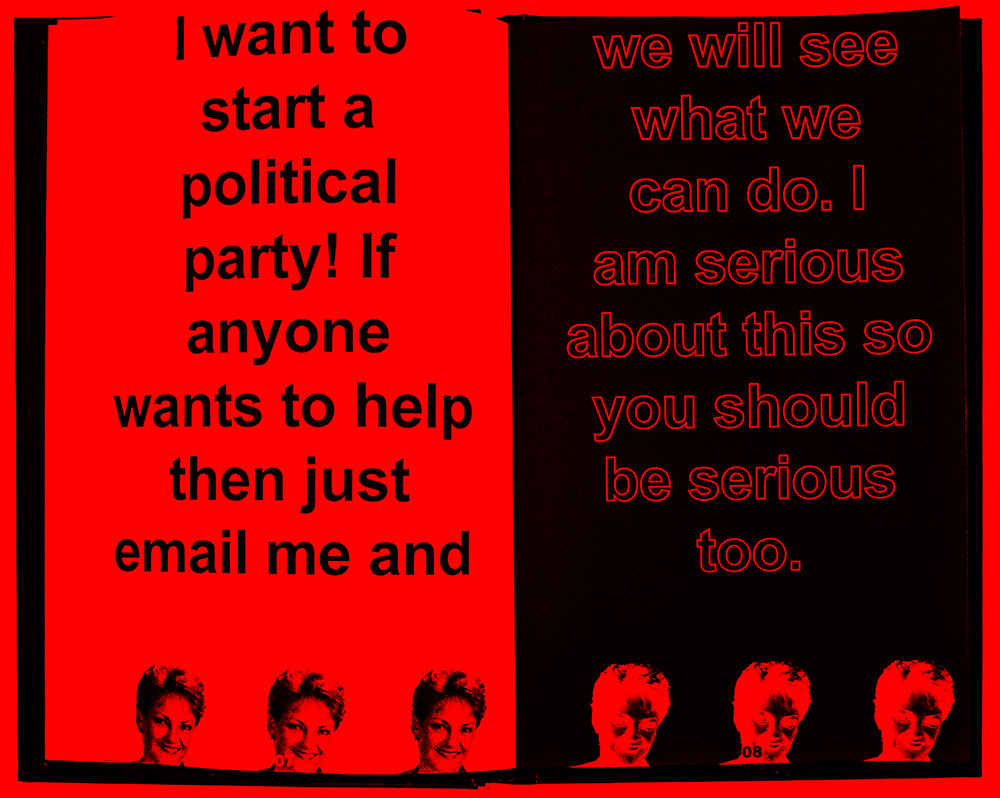 I want to
start a
political
party! If
anyone
wants to help
then just
email me and
we will see
what we
can do. I
am serious
about this so
you should
be serious
too.
08